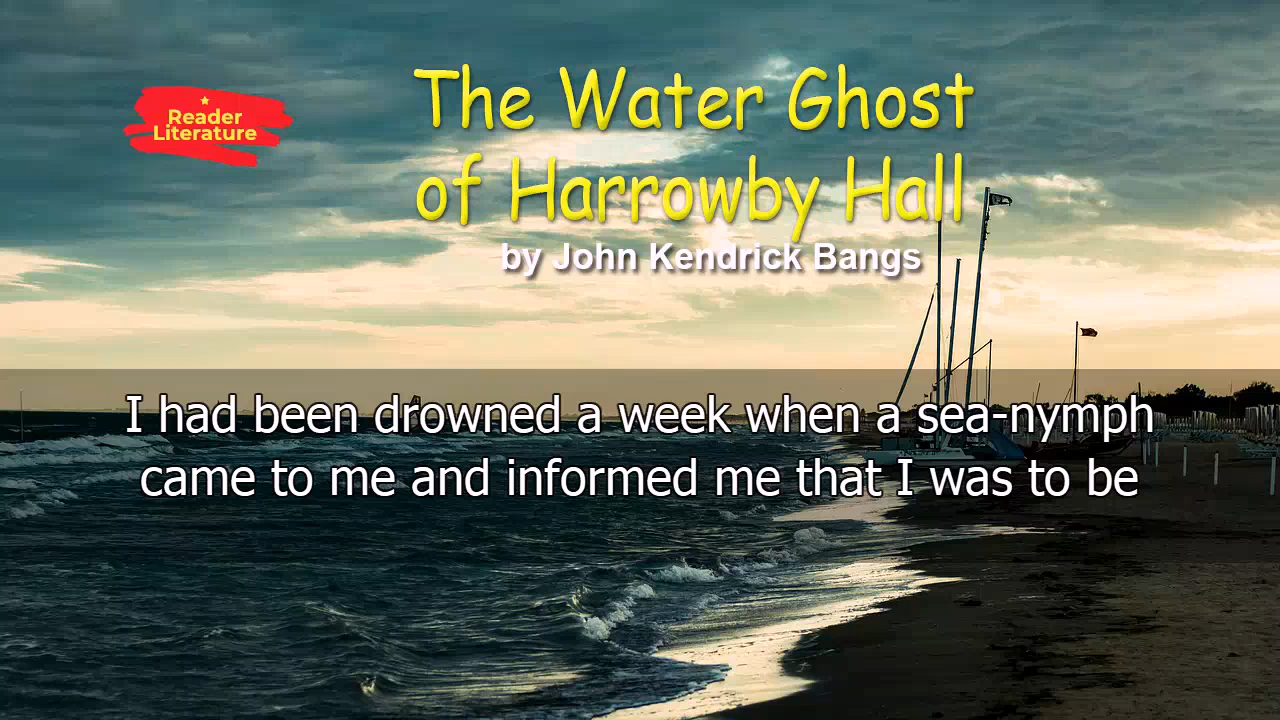 Reader
Literature
The Water Ghost
of Harrowby Hall
by John Kendrick Bangs
I had been drowned a week when a sea-nymph
came to me and informed me that I was to be